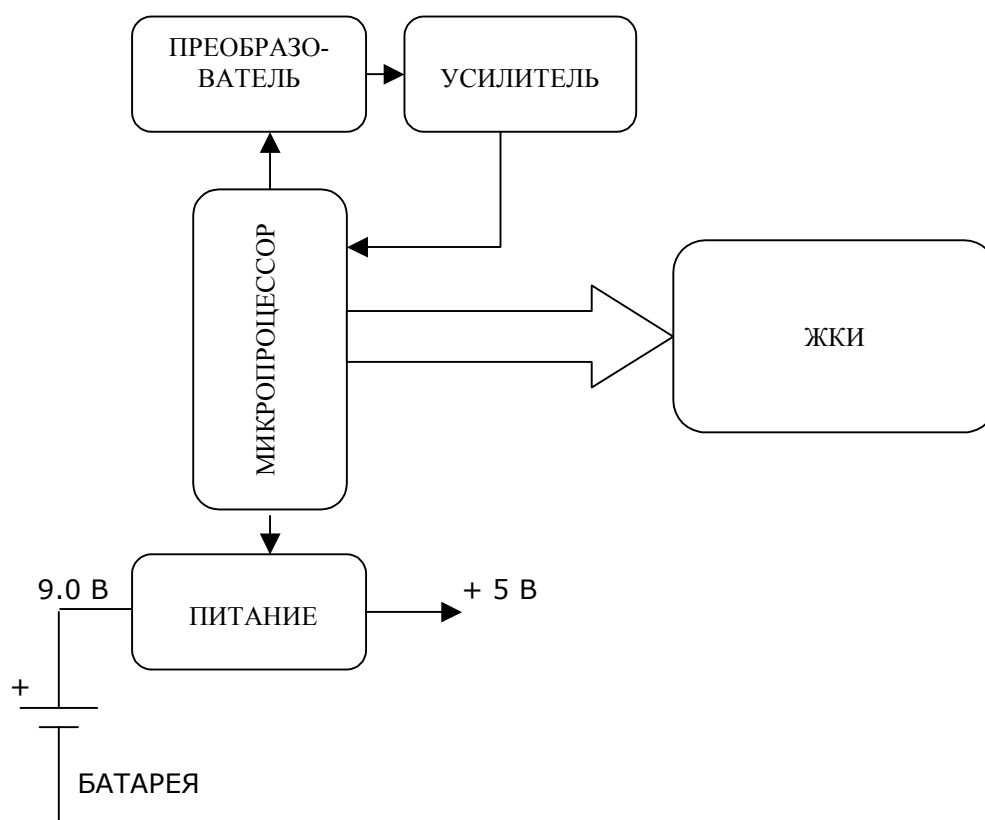 ПРЕОБРАЗО-
ВАТЕЛЬ
УСИЛИТЕЛЬ
МИКРОПРОЦЕССОР
ЖКИ
9.0 В
ПИТАНИЕ
+ 5 В
+
БАТАРЕЯ